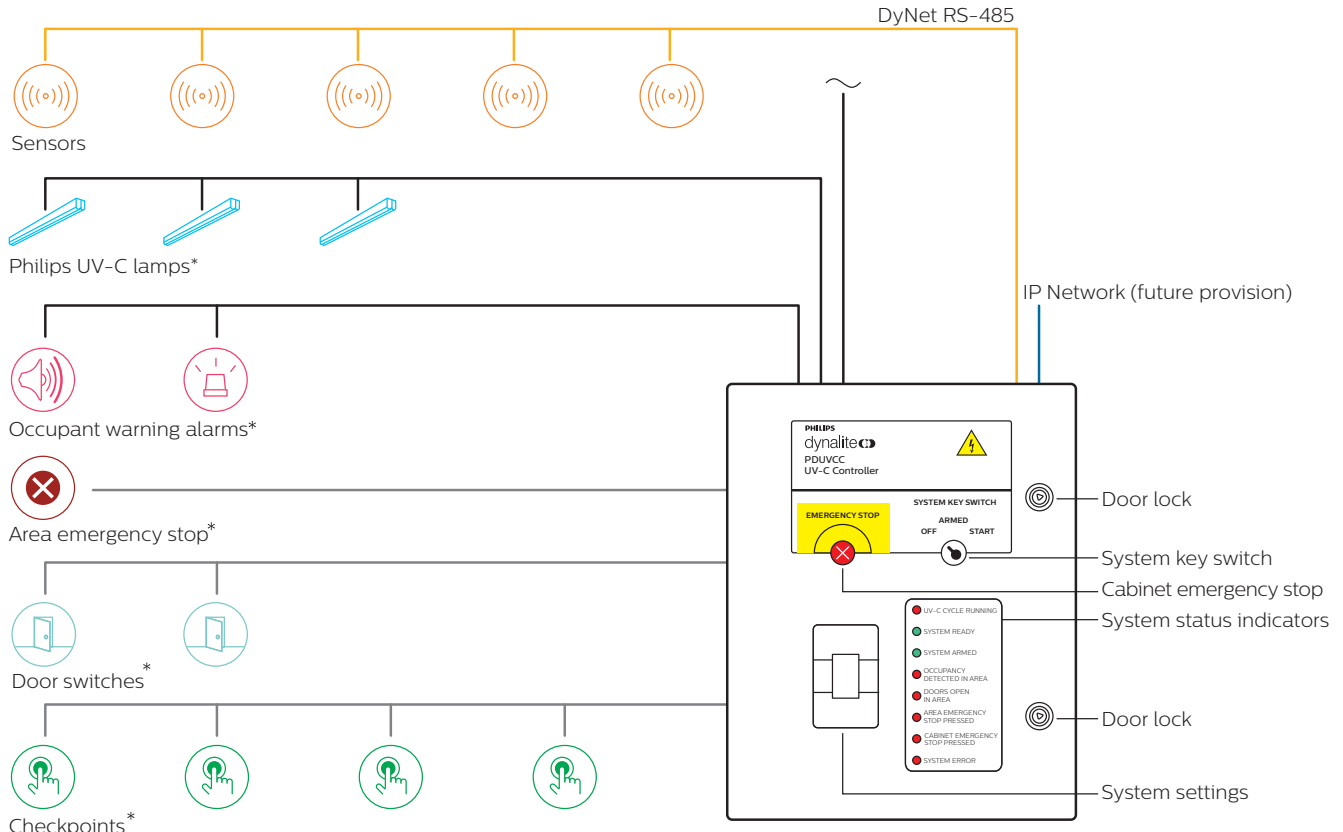 DyNet RS-485
Sensors
Philips UV-C lamps*
IP Network (future provision)
Occupant warning alarms*
Area emergency stop*
Door switches*
Checkpoints*
PHILIPS
dynalite
PDUVCC
UV-C Controller
SYSTEM KEY SWITCH
EMERGENCY STOP
ARMED
OFF START
UV-C CYCLE RUNNING
SYSTEM READY
SYSTEM ARMED
OCCUPANCY
DETECTED IN AREA
DOORS OPEN
IN AREA
AREA EMERGENCY
STOP PRESSED
CABINET EMERGENCY
STOP PRESSED
SYSTEM ERROR
Door lock
System key switch
Cabinet emergency stop
System status indicators
Door lock
System settings